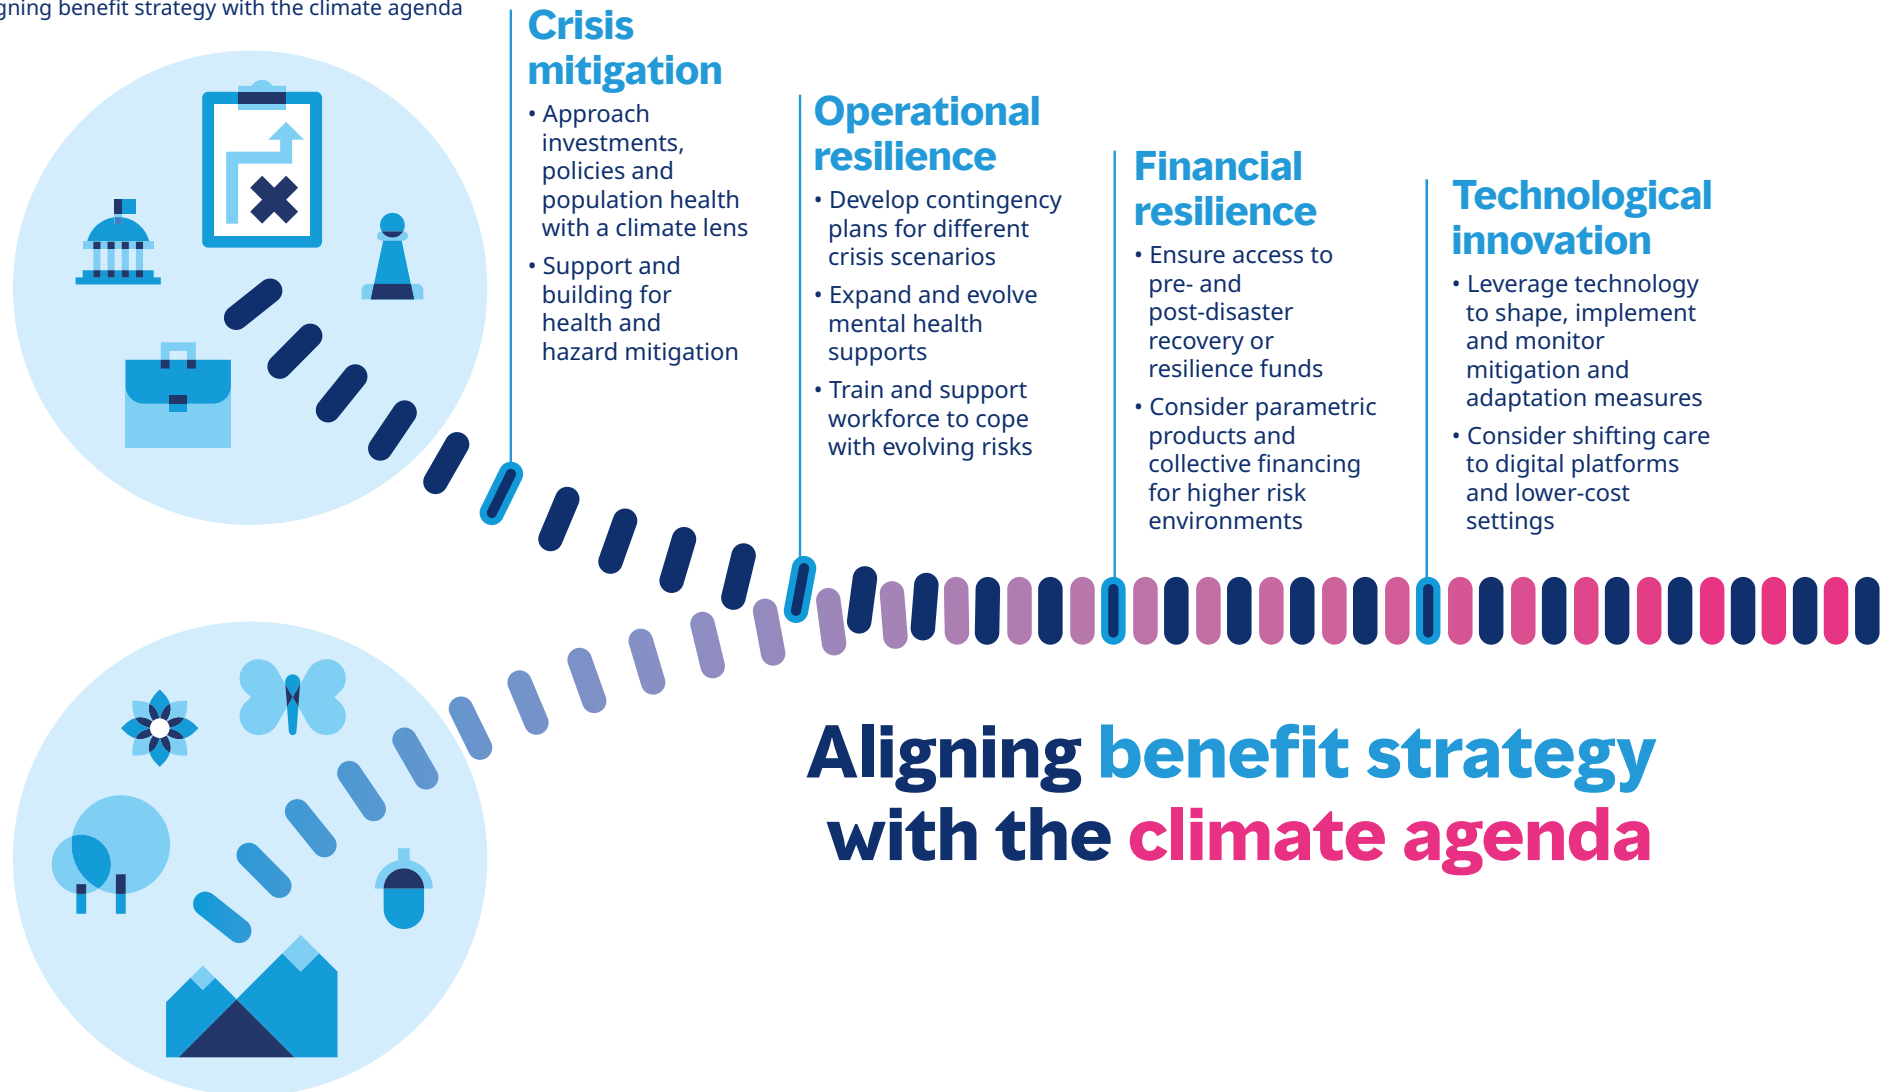 gning benefit strategy with the climate agenda
Crisis
mitigation
• Approach
investments,
policies and
population health
with a climate lens
• Support and
building for
health and
hazard mitigation
Operational
resilience
• Develop contingency
plans for different
crisis scenarios
• Expand and evolve
mental health
supports
• Train and support
workforce to cope
with evolving risks
Financial
resilience
• Ensure access to
pre- and
post-disaster
recovery or
resilience funds
• Consider parametric
products and
collective financing
for higher risk
environments
Technological
innovation
• Leverage technology
to shape, implement
and monitor
mitigation and
adaptation measures
• Consider shifting care
to digital platforms
and lower-cost
settings
Aligning benefit strategy
with the climate agenda